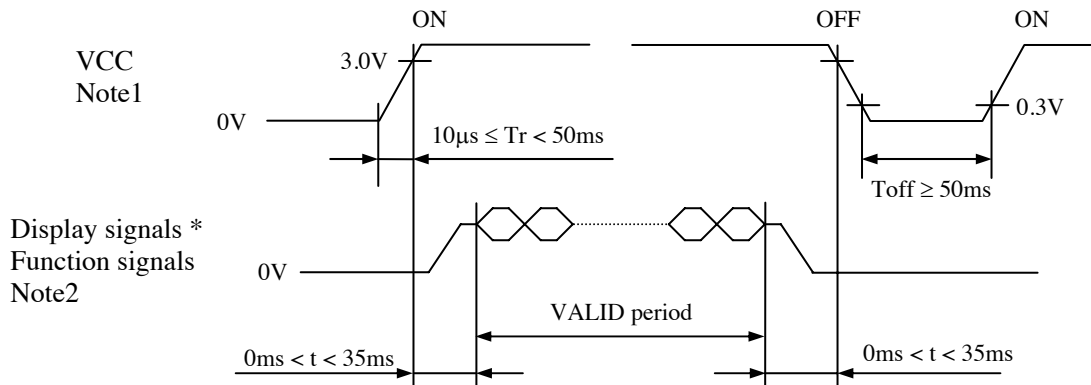 ON OFF ON
VCC
Note1
3.0V
0V
0.3V
10μs ≤ Tr < 50ms
Toff ≥ 50ms
Display signals *
Function signals
Note2
0V
VALID period
0ms < t < 35ms
0ms < t < 35ms